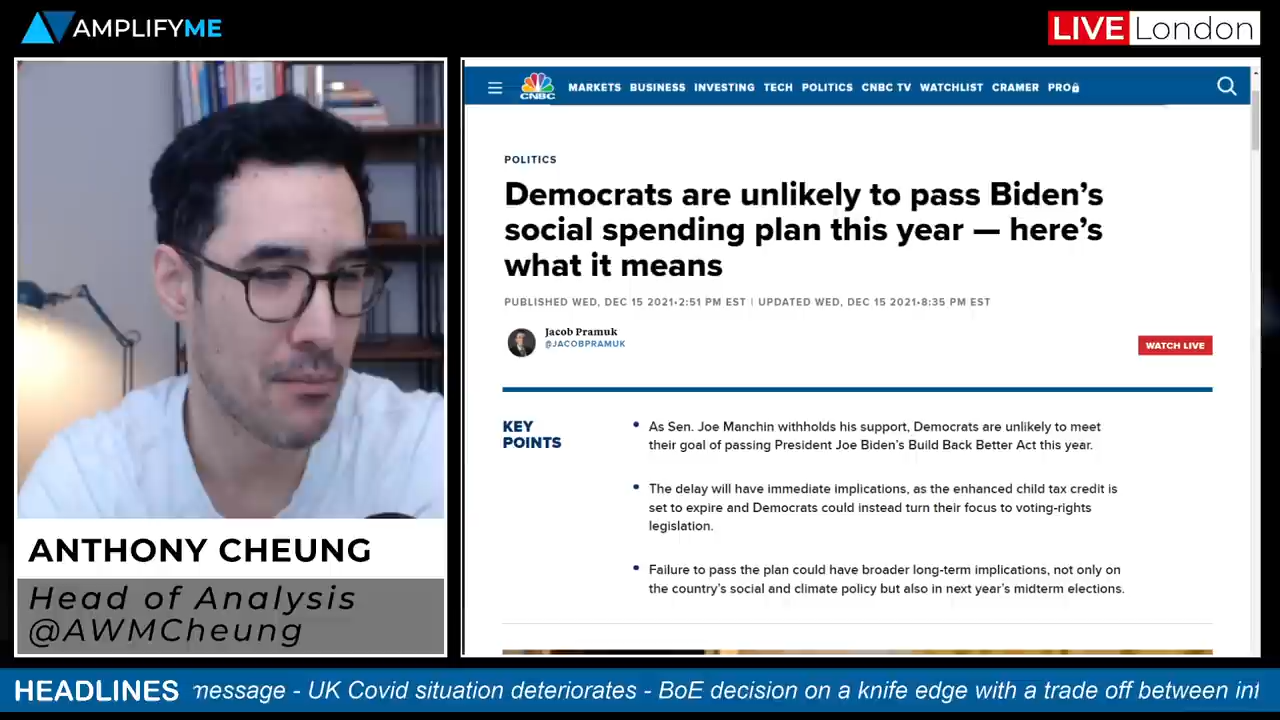 AMPLIFYME
LIVE London
CNBC
MARKETS BUSINESS INVESTING TECH POLITICS CNBC TV WATCHLIST CRAMER PRO
POLITICS
Democrats are unlikely to pass Biden’s
social spending plan this year — here’s
what it means
PUBLISHED WED, DEC 15 2021•2:51 PM EST | UPDATED WED, DEC 15 2021•8:35 PM EST
Jacob Pramuk
@JACOBPRAMUK
WATCH LIVE
KEY
POINTS
As Sen. Joe Manchin withholds his support, Democrats are unlikely to meet
their goal of passing President Joe Biden’s Build Back Better Act this year.
The delay will have immediate implications, as the enhanced child tax credit is
set to expire and Democrats could instead turn their focus to voting-rights
legislation.
Failure to pass the plan could have broader long-term implications, not only on
the country’s social and climate policy but also in next year’s midterm elections.
ANTHONY CHEUNG
Head of Analysis
@AWMCheung
HEADLINES message - UK Covid situation deteriorates - BoE decision on a knife edge with a trade off between inf